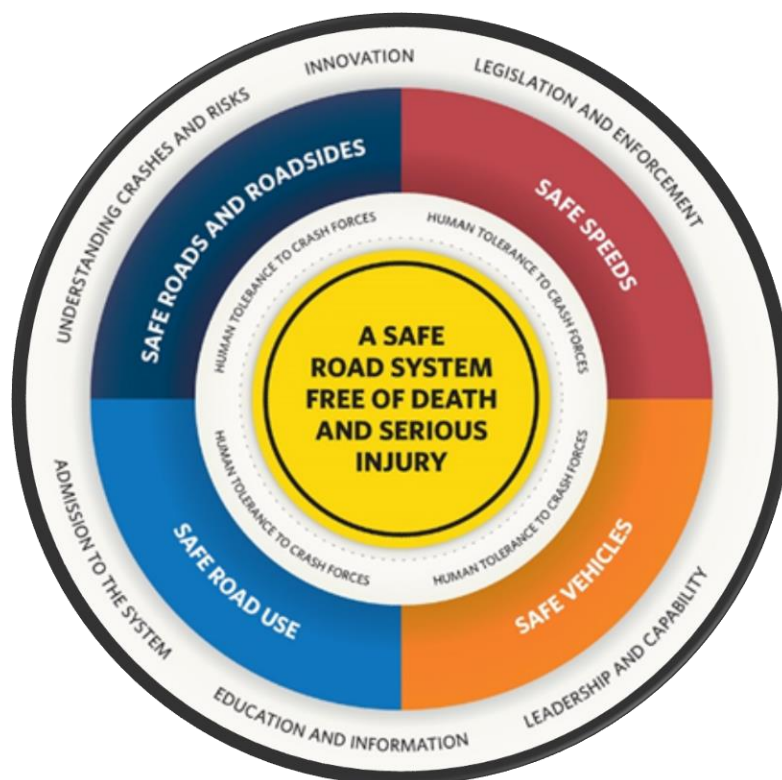 INNOVATION
LEGISLATION AND ENFORCEMENT
UNDERSTANDING CRASHES AND RISKS
SAFE ROADS AND ROADSIDES
SAFE SPEEDS
HUMAN TOLERANCE TO CRASH FORCES
HUMAN TOLERANCE TO CRASH FORCES
A SAFE
ROAD SYSTEM
FREE OF DEATH
AND SERIOUS
INJURY
HUMAN TOLERANCE TO CRASH FORCES
HUMAN TOLERANCE TO CRASH FORCES
SAFE ROAD USE
SAFE VEHICLES
ADMISSION TO THE SYSTEM
EDUCATION AND INFORMATION
LEADERSHIP AND CAPABILITY